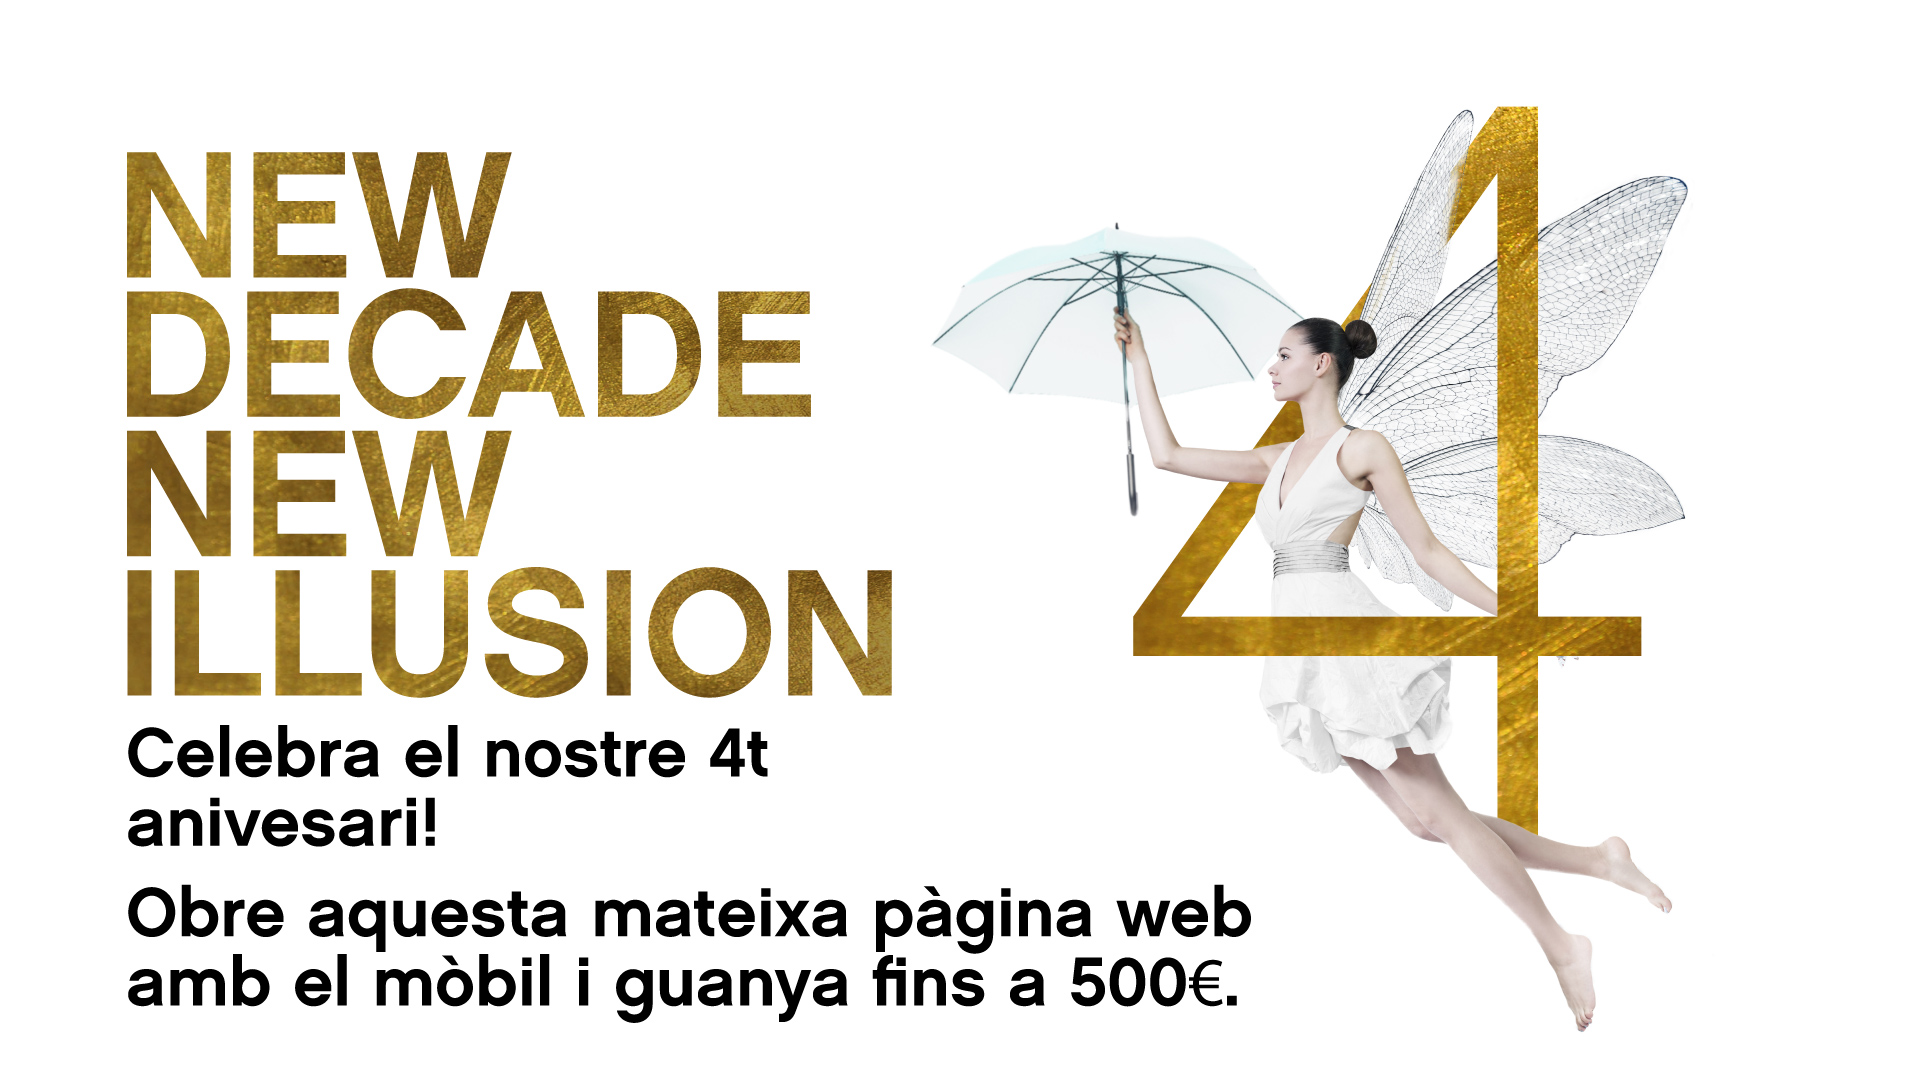 NEW
DECADE
NEW
ILLUSION
4
Celebra el nostre 4t
anivesari!
Obre aquesta mateixa pàgina web
amb el mòbil i guanya fins a 500€.